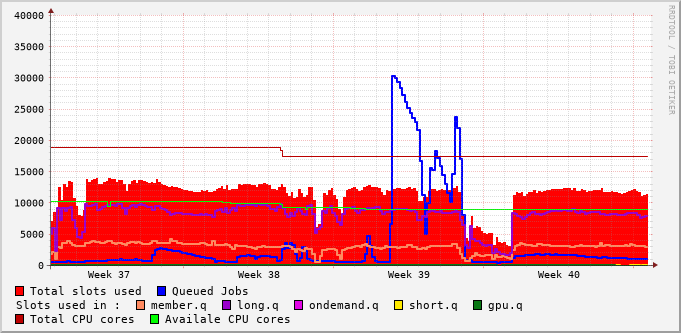 40000
35000
30000
25000
20000
15000
10000
5000
0
Week 37 Week 38 Week 39 Week 40
RRDTOOL / TOBI OETIKER
Total slots used Queued Jobs
Slots used in : member.q long.q ondemand.q short.q gpu.q
Total CPU cores Availale CPU cores